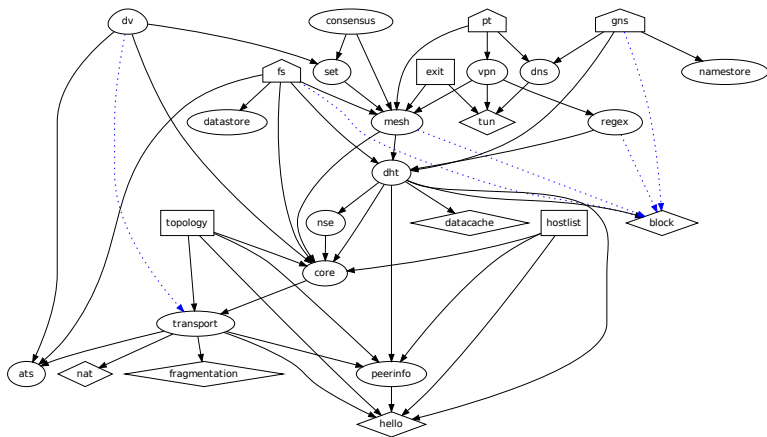 dv
consensus
pt
gns
fs
set
exit
vpn
dns
namestore
datastore
mesh
tun
regex
dht
topology
nse
datacache
hostlist
block
core
transport
ats
nat
fragmentation
peerinfo
hello